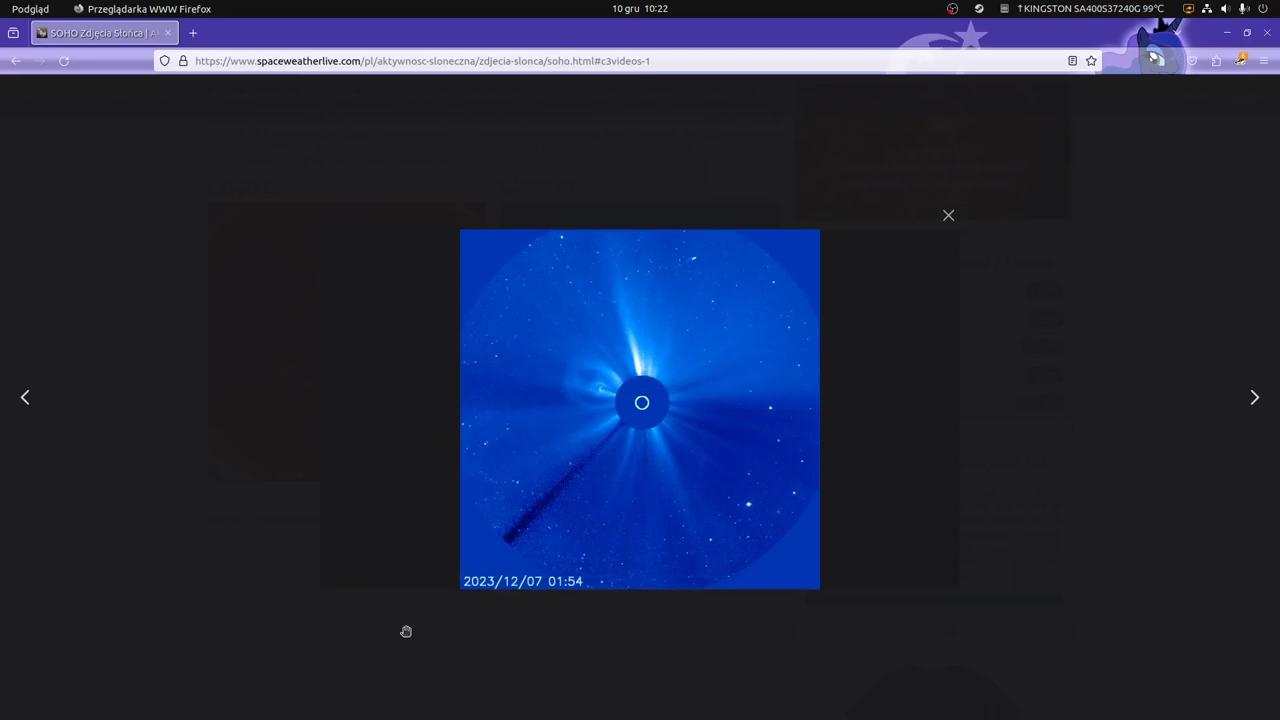 Podgląd Przeglądarka WWW Firefox 10 gru 10:22 ↑KINGSTON SA400S37240G 99°C
SOHO Zdjęcia Słońca | A
https://www.spaceweatherlive.com/pl/aktywnosc-sloneczna/zdjecia-slonca/soho.html#c3videos-1
2023/12/07 01:54